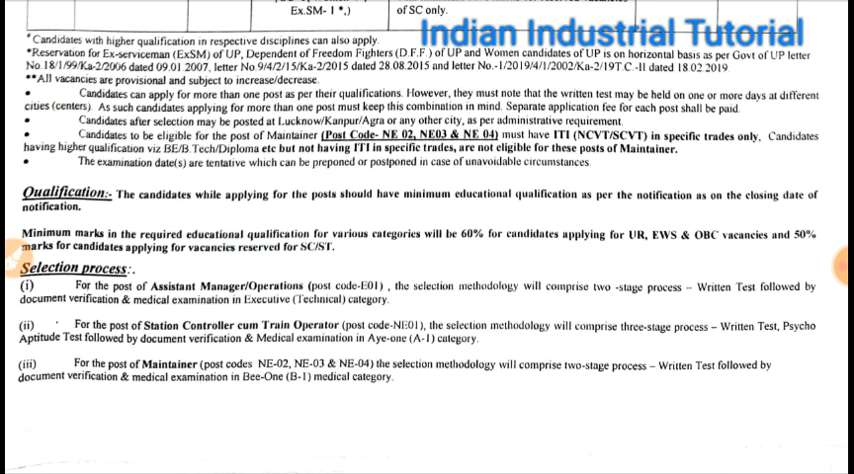 Ex.SM- 1 *,)
of SC only.
Indian Industrial Tutorial
*Candidates with higher qualification in respective disciplines can also apply.
*Reservation for Ex-serviceman (ExSM) of UP, Dependent of Freedom Fighters (D.F.F.) of UP and Women candidates of UP is on horizontal basis as per Govt of UP letter
No.18/1/99/Ka-2/2006 dated 09.01 2007, letter No 9/4/2/15/Ka-2/2015 dated 28.08.2015 and letter No.-1/2019/4/1/2002/Ka-2/19T.C.-II dated 18.02.2019.
**All vacancies are provisional and subject to increase/decrease.
• Candidates can apply for more than one post as per their qualifications. However, they must note that the written test may be held on one or more days at different
cities (centers). As such candidates applying for more than one post must keep this combination in mind. Separate application fee for each post shall be paid.
• Candidates after selection may be posted at Lucknow/Kanpur/Agra or any other city, as per administrative requirement.
• Candidates to be eligible for the post of Maintainer (Post Code- NE 02, NE03 & NE 04) must have ITI (NCVT/SCVT) in specific trades only, Candidates
having higher qualification viz BE/B.Tech/Diploma etc but not having ITI in specific trades, are not eligible for these posts of Maintainer.
• The examination date(s) are tentative which can be preponed or postponed in case of unavoidable circumstances.
Qualification:- The candidates while applying for the posts should have minimum educational qualification as per the notification as on the closing date of
notification.
Minimum marks in the required educational qualification for various categories will be 60% for candidates applying for UR, EWS & OBC vacancies and 50%
marks for candidates applying for vacancies reserved for SC/ST.
Selection process:.
(i) For the post of Assistant Manager/Operations (post code-E01) , the selection methodology will comprise two -stage process – Written Test followed by
document verification & medical examination in Executive (Technical) category.
(ii) For the post of Station Controller cum Train Operator (post code-NE01), the selection methodology will comprise three-stage process – Written Test, Psycho
Aptitude Test followed by document verification & Medical examination in Aye-one (A-1) category.
(iii) For the post of Maintainer (post codes NE-02, NE-03 & NE-04) the selection methodology will comprise two-stage process – Written Test followed by
document verification & medical examination in Bee-One (B-1) medical category.